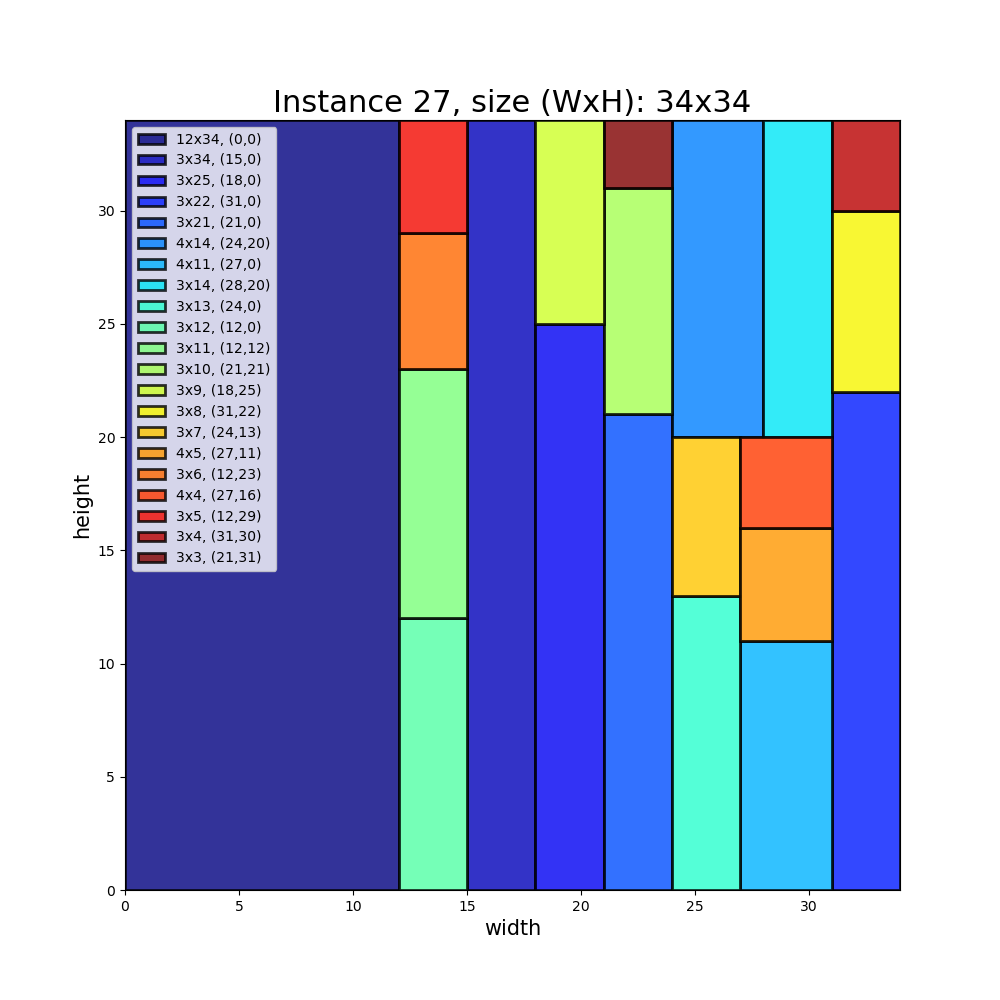 Instance 27, size (WxH): 34x34
12x34, (0,0)
3x34, (15,0)
3x25, (18,0)
3x22, (31,0)
3x21, (21,0)
4x14, (24,20)
4x11, (27,0)
3x14, (28,20)
3x13, (24,0)
3x12, (12,0)
3x11, (12,12)
3x10, (21,21)
3x9, (18,25)
3x8, (31,22)
3x7, (24,13)
4x5, (27,11)
3x6, (12,23)
4x4, (27,16)
3x5, (12,29)
3x4, (31,30)
3x3, (21,31)
30
25
20
15
10
5
0
height
0 5 10 15 20 25 30
width